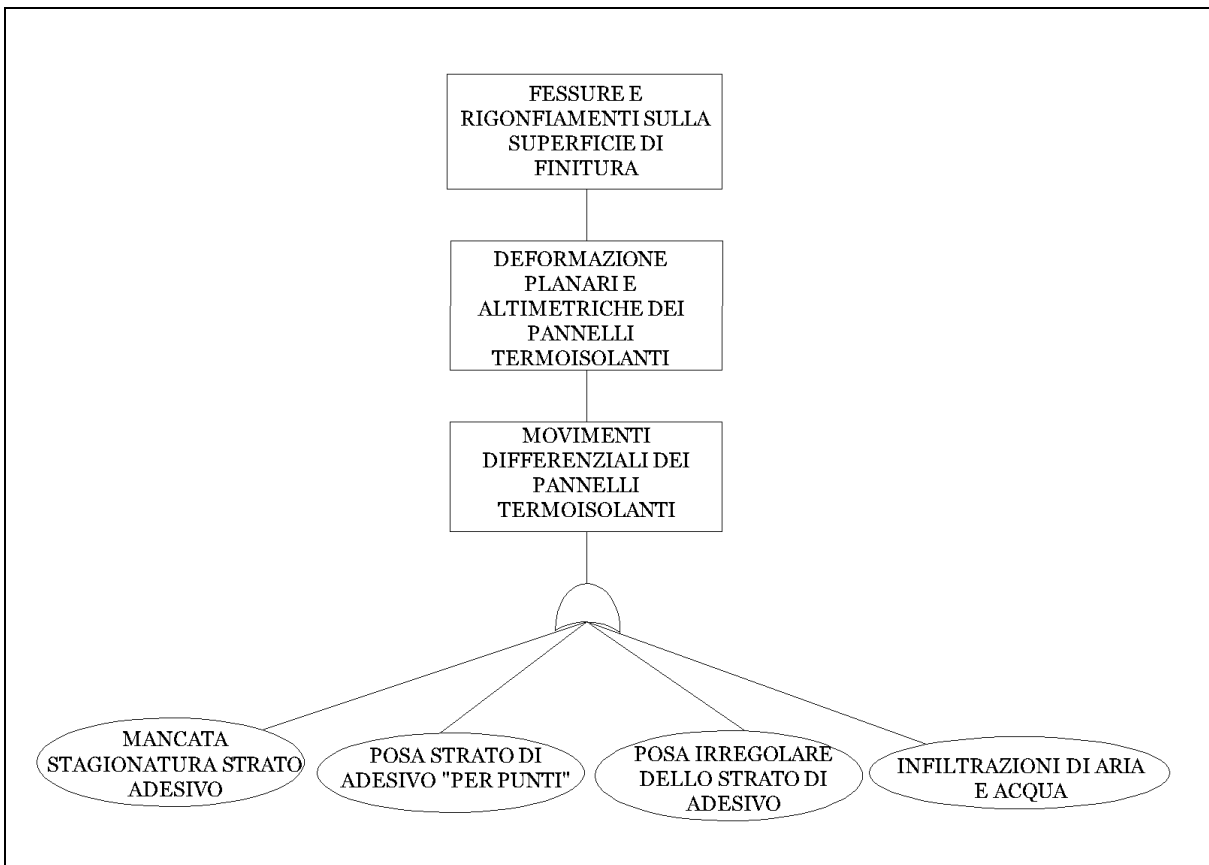 FESSURE E
RIGONFIAMENTI SULLA
SUPERFICIE DI
FINITURA
DEFORMAZIONE
PLANARI E
ALTIMETRICHE DEI
PANNELLI
TERMOISOLANTI
MOVIMENTI
DIFFERENZIALI DEI
PANNELLI
TERMOISOLANTI
MANCATA
STAGIONATURA STRATO
ADESIVO
POSA STRATO DI
ADESIVO "PER PUNTI"
POSA IRREGOLARE
DELLO STRATO DI
ADESIVO
INFILTRAZIONI DI ARIA
E ACQUA